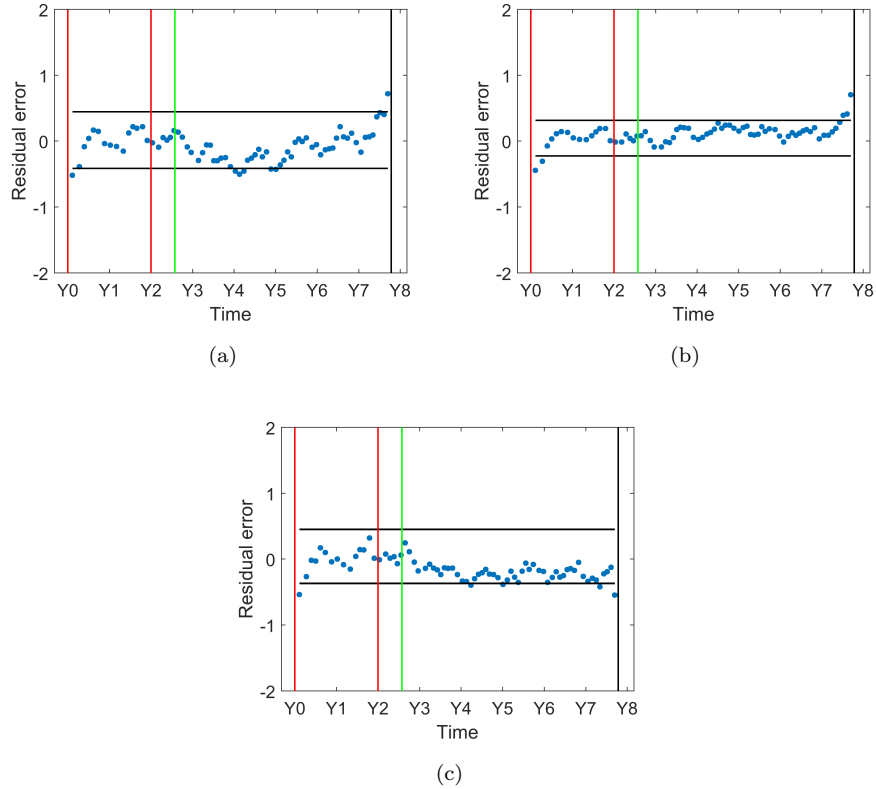 2
1
0
-1
-2
Residual error
Y0 Y1 Y2 Y3 Y4 Y5 Y6 Y7 Y8
Time
(a)
2
1
0
-1
-2
Residual error
Y0 Y1 Y2 Y3 Y4 Y5 Y6 Y7 Y8
Time
(b)
2
1
0
-1
-2
Residual error
Y0 Y1 Y2 Y3 Y4 Y5 Y6 Y7 Y8
Time
(c)